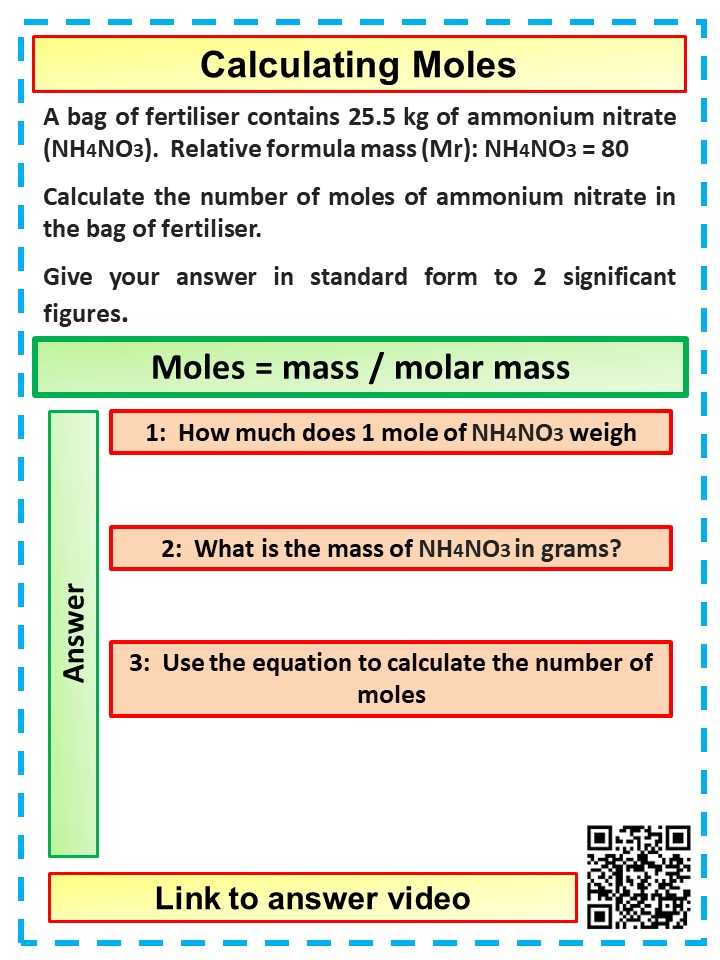 Calculating Moles
A bag of fertiliser contains 25.5 kg of ammonium nitrate
(NH4NO3). Relative formula mass (Mr): NH4NO3 = 80
Calculate the number of moles of ammonium nitrate in
the bag of fertiliser.
Give your answer in standard form to 2 significant
figures.
Moles = mass / molar mass
Answer
1: How much does 1 mole of NH4NO3 weigh
2: What is the mass of NH4NO3 in grams?
3: Use the equation to calculate the number of
moles
Link to answer video